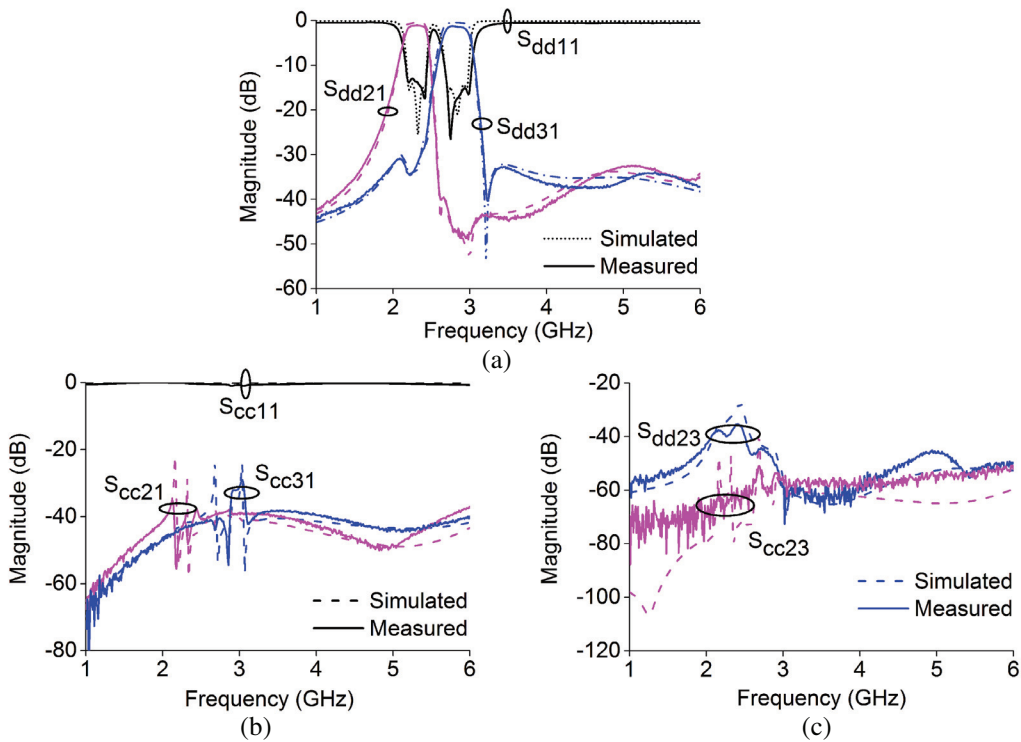 0
-10
-20
-30
-40
-50
-60
Magnitude (dB)
Sdd11
Sdd21
Sdd31
Simulated
Measured
1 2 3 4 5 6
Frequency (GHz)
(a)
0
-20
-40
-60
-80
Magnitude (dB)
Scc11
Scc21
Scc31
Simulated
Measured
1 2 3 4 5 6
Frequency (GHz)
(b)
-20
-40
-60
-80
-100
-120
Magnitude (dB)
Sdd23
Scc23
Simulated
Measured
1 2 3 4 5 6
Frequency (GHz)
(c)